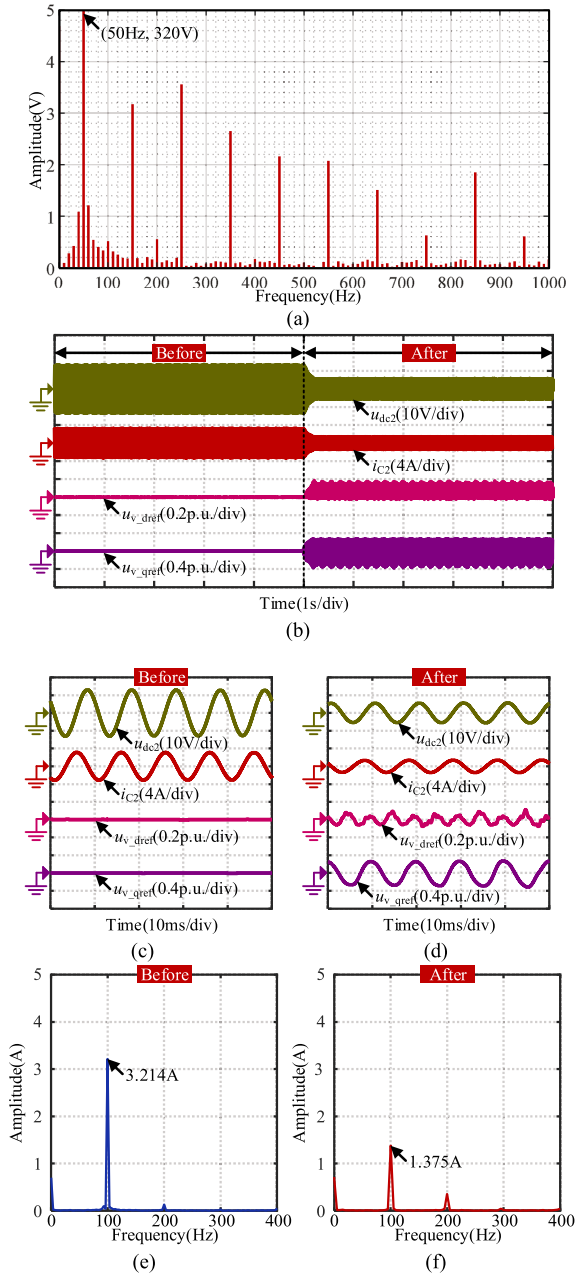 5
(50Hz, 320V)
4
3
Amplitude(V)
2
1
0
0 100 200 300 400 500 600 700 800 900 1000
Frequency(Hz)
(a)
Before After
udc2(10V/div)
iC2(4A/div)
uv_dref(0.2p.u./div)
uv_qref(0.4p.u./div)
Time(1s/div)
(b)
Before
udc2(10V/div)
iC2(4A/div)
uv_dref(0.2p.u./div)
uv_qref(0.4p.u./div)
Time(10ms/div)
(c)
After
udc2(10V/div)
iC2(4A/div)
uv_dref(0.2p.u./div)
uv_qref(0.4p.u./div)
Time(10ms/div)
(d)
Before
5
4
3
3.214A
Amplitude(A)
2
1
0
0 100 200 300 400
Frequency(Hz)
(e)
After
5
4
3
Amplitude(A)
2
1.375A
1
0
0 100 200 300 400
Frequency(Hz)
(f)